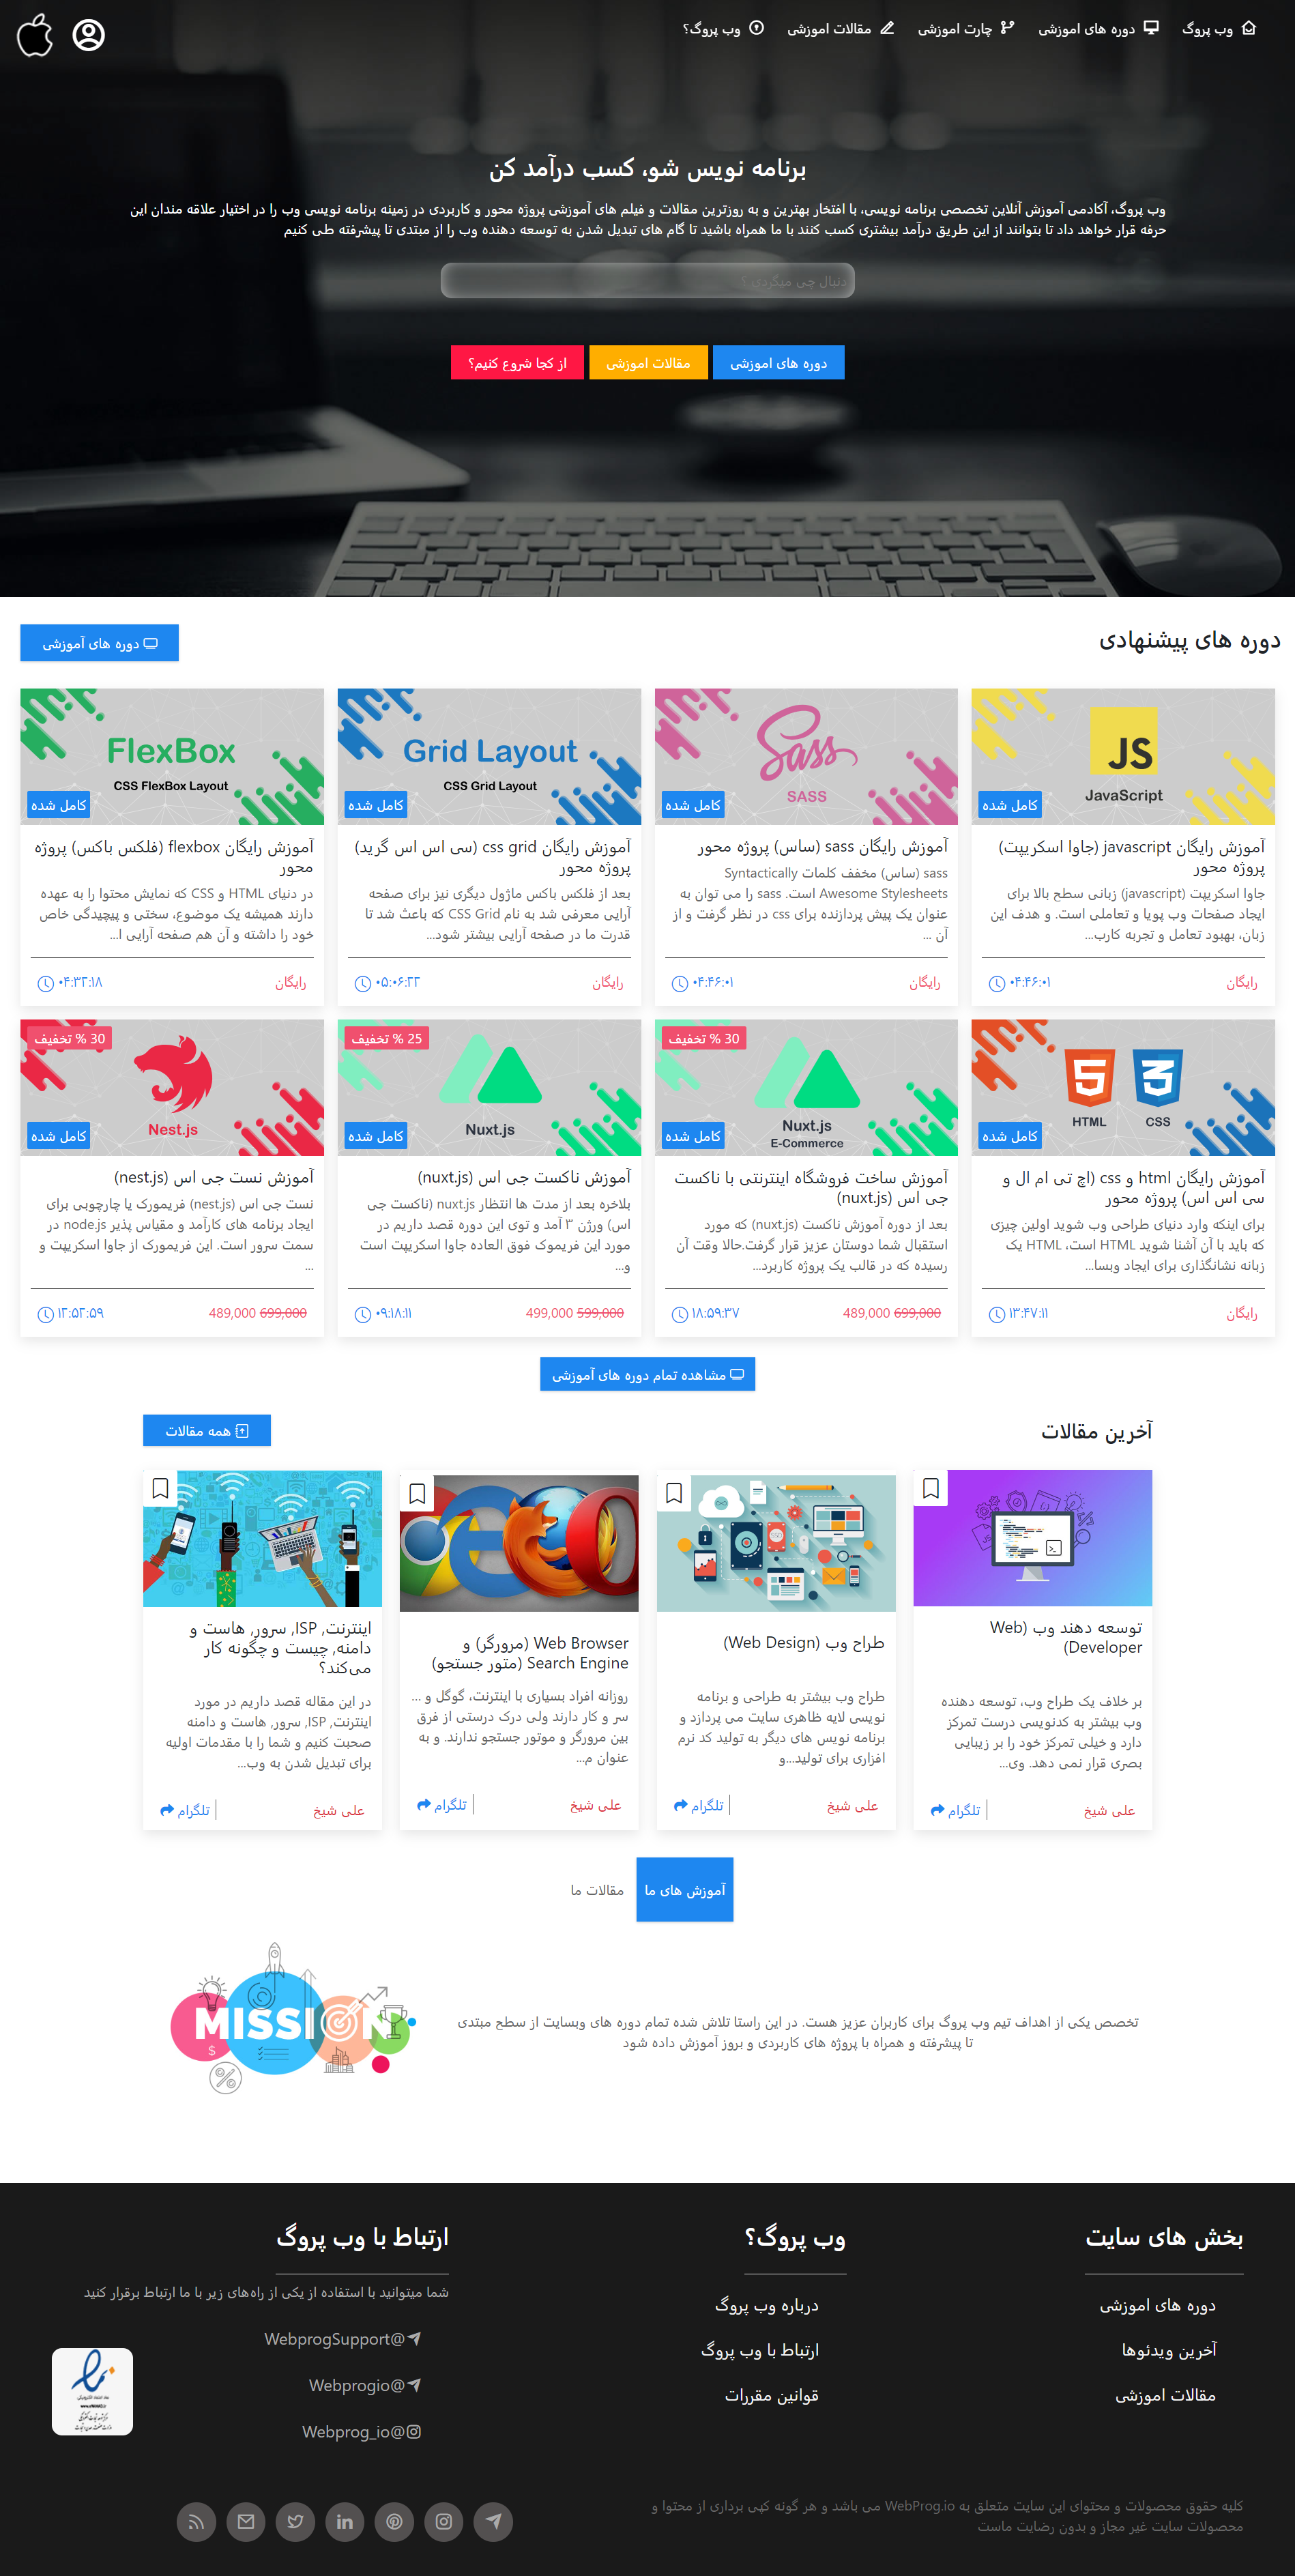 وب پروگ
دوره های اموزشی
چارت اموزشی
مقالات اموزشی
وب پروگ؟
برنامه نویس شو، کسب درآمد کن
وب پروگ، آکادمی آموزش آنلاین تخصصی برنامه نویسی، با افتخار بهترین و به روزترین مقالات و فیلم های آموزشی پروژه محور و کاربردی در زمینه برنامه نویسی وب را در اختیار علاقه مندان این
حرفه قرار خواهد داد تا بتوانند از این طریق درآمد بیشتری کسب کنند با ما همراه باشید تا گام های تبدیل شدن به توسعه دهنده وب را از مبتدی تا پیشرفته طی کنیم
دنبال چی میگردی ؟
دوره های اموزشی
مقالات اموزشی
از کجا شروع کنیم؟
دوره های پیشنهادی
دوره های آموزشی
JS
JavaScript
کامل شده
آموزش رایگان javascript (جاوا اسکریپت)
پروژه محور
جاوا اسکریپت (javascript) زبانی سطح بالا برای
ایجاد صفحات وب پویا و تعاملی است. و هدف این
زبان، بهبود تعامل و تجربه کارب...
رایگان
۰۴:۴۶:۰۱
Sass
SASS
کامل شده
آموزش رایگان sass (ساس) پروژه محور
sass (ساس) مخفف کلمات Syntactically
Awesome Stylesheets است. sass را می توان به
عنوان یک پیش پردازنده برای css در نظر گرفت و از
آن ...
رایگان
۰۴:۴۶:۰۱
Grid Layout
CSS Grid Layout
کامل شده
آموزش رایگان css grid (سی اس اس گرید)
پروژه محور
بعد از فلکس باکس ماژول دیگری نیز برای صفحه
آرایی معرفی شد به نام CSS Grid که باعث شد تا
قدرت ما در صفحه آرایی بیشتر شود...
رایگان
۰۵:۰۶:۲۲
FlexBox
CSS FlexBox Layout
کامل شده
آموزش رایگان flexbox (فلکس باکس) پروژه
محور
در دنیای HTML و CSS که نمایش محتوا را به عهده
دارند همیشه یک موضوع، سختی و پیچیدگی خاص
خود را داشته و آن هم صفحه آرایی ا...
رایگان
۰۴:۳۲:۱۸
HTML
CSS
کامل شده
آموزش رایگان html و css (اچ تی ام ال و
سی اس اس) پروژه محور
برای اینکه وارد دنیای طراحی وب شوید اولین چیزی
که باید با آن آشنا شوید HTML است، HTML یک
زبانه نشانگذاری برای ایجاد وبسا...
رایگان
۱۳:۴۷:۱۱
30 % تخفیف
Nuxt.js
E-Commerce
کامل شده
آموزش ساخت فروشگاه اینترنتی با ناکست
جی اس (nuxt.js)
بعد از دوره آموزش ناکست (nuxt.js) که مورد
استقبال شما دوستان عزیز قرار گرفت.حالا وقت آن
رسیده که در قالب یک پروژه کاربرد...
699,000 489,000
۱۸:۵۹:۳۷
25 % تخفیف
Nuxt.js
کامل شده
آموزش ناکست جی اس (nuxt.js)
بلاخره بعد از مدت ها انتظار nuxt.js (ناکست جی
اس) ورژن ۳ آمد و توی این دوره قصد داریم در
مورد این فریموک فوق العاده جاوا اسکریپت است
و...
599,000 499,000
۰۹:۱۸:۱۱
30 % تخفیف
Nest.js
کامل شده
آموزش نست جی اس (nest.js)
نست جی اس (nest.js) فریمورک یا چارچوبی برای
ایجاد برنامه های کارآمد و مقیاس پذیر node.js در
سمت سرور است. این فریمورک از جاوا اسکریپت و
...
699,000 489,000
۱۲:۵۲:۵۹
مشاهده تمام دوره های آموزشی
آخرین مقالات
همه مقالات
توسعه دهند وب (Web
Developer)
بر خلاف یک طراح وب، توسعه دهنده
وب بیشتر به کدنویسی درست تمرکز
دارد و خیلی تمرکز خود را بر زیبایی
بصری قرار نمی دهد. وی...
علی شیخ
تلگرام
طراح وب (Web Design)
طراح وب بیشتر به طراحی و برنامه
نویسی لایه ظاهری سایت می پردازد و
برنامه نویس های دیگر به تولید کد نرم
افزاری برای تولید...و
علی شیخ
تلگرام
Web Browser (مرورگر) و
Search Engine (متور جستجو)
روزانه افراد بسیاری با اینترنت، گوگل و ...
سر و کار دارند ولی درک درستی از فرق
بین مرورگر و موتور جستجو ندارند. و به
عنوان م...
علی شیخ
تلگرام
اینترنت, ISP, سرور, هاست و
دامنه, چیست و چگونه کار
می‌کند؟
در این مقاله قصد داریم در مورد
اینترنت, ISP, سرور, هاست و دامنه
صحبت کنیم و شما را با مقدمات اولیه
برای تبدیل شدن به وب...
علی شیخ
تلگرام
آموزش های ما
مقالات ما
MISSION
تخصص یکی از اهداف تیم وب پروگ برای کاربران عزیز هست. در این راستا تلاش شده تمام دوره های وبسایت از سطح مبتدی
تا پیشرفته و همراه با پروژه های کاربردی و بروز آموزش داده شود
بخش های سایت
دوره های اموزشی
آخرین ویدئوها
مقالات اموزشی
وب پروگ؟
درباره وب پروگ
ارتباط با وب پروگ
قوانین مقررات
ارتباط با وب پروگ
شما میتوانید با استفاده از یکی از راه‌های زیر با ما ارتباط برقرار کنید
WebprogSupport@
Webprogio@
Webprog_io@
کلیه حقوق محصولات و محتوای این سایت متعلق به WebProg.io می باشد و هر گونه کپی برداری از محتوا و
محصولات سایت غیر مجاز و بدون رضایت ماست